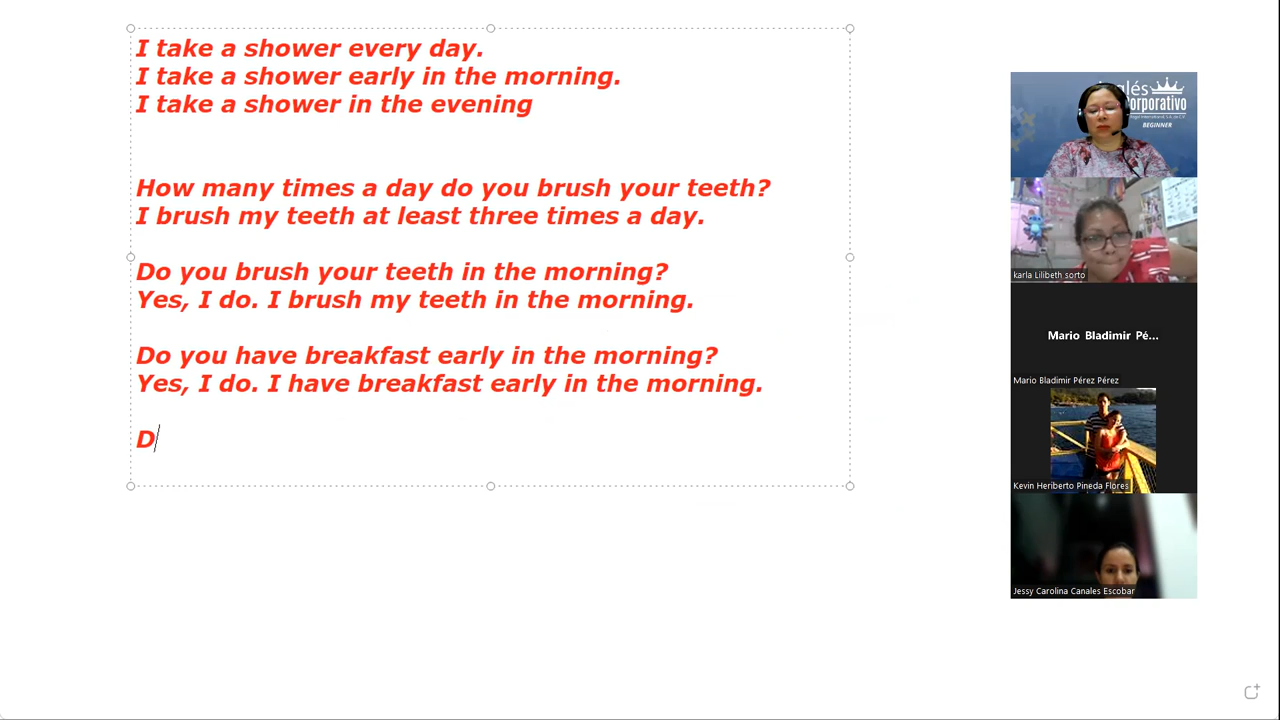 I take a shower every day.
I take a shower early in the morning.
I take a shower in the evening
How many times a day do you brush your teeth?
I brush my teeth at least three times a day.
Do you brush your teeth in the morning?
Yes, I do. I brush my teeth in the morning.
Do you have breakfast early in the morning?
Yes, I do. I have breakfast early in the morning.
D
glés
orporativo
BEGINNER
karla Lilibeth sorto
Mario Bladimir Pé...
Mario Bladimir Pérez Pérez
Kevin Heriberto Pineda Flores
Jessy Carolina Canales Escobar